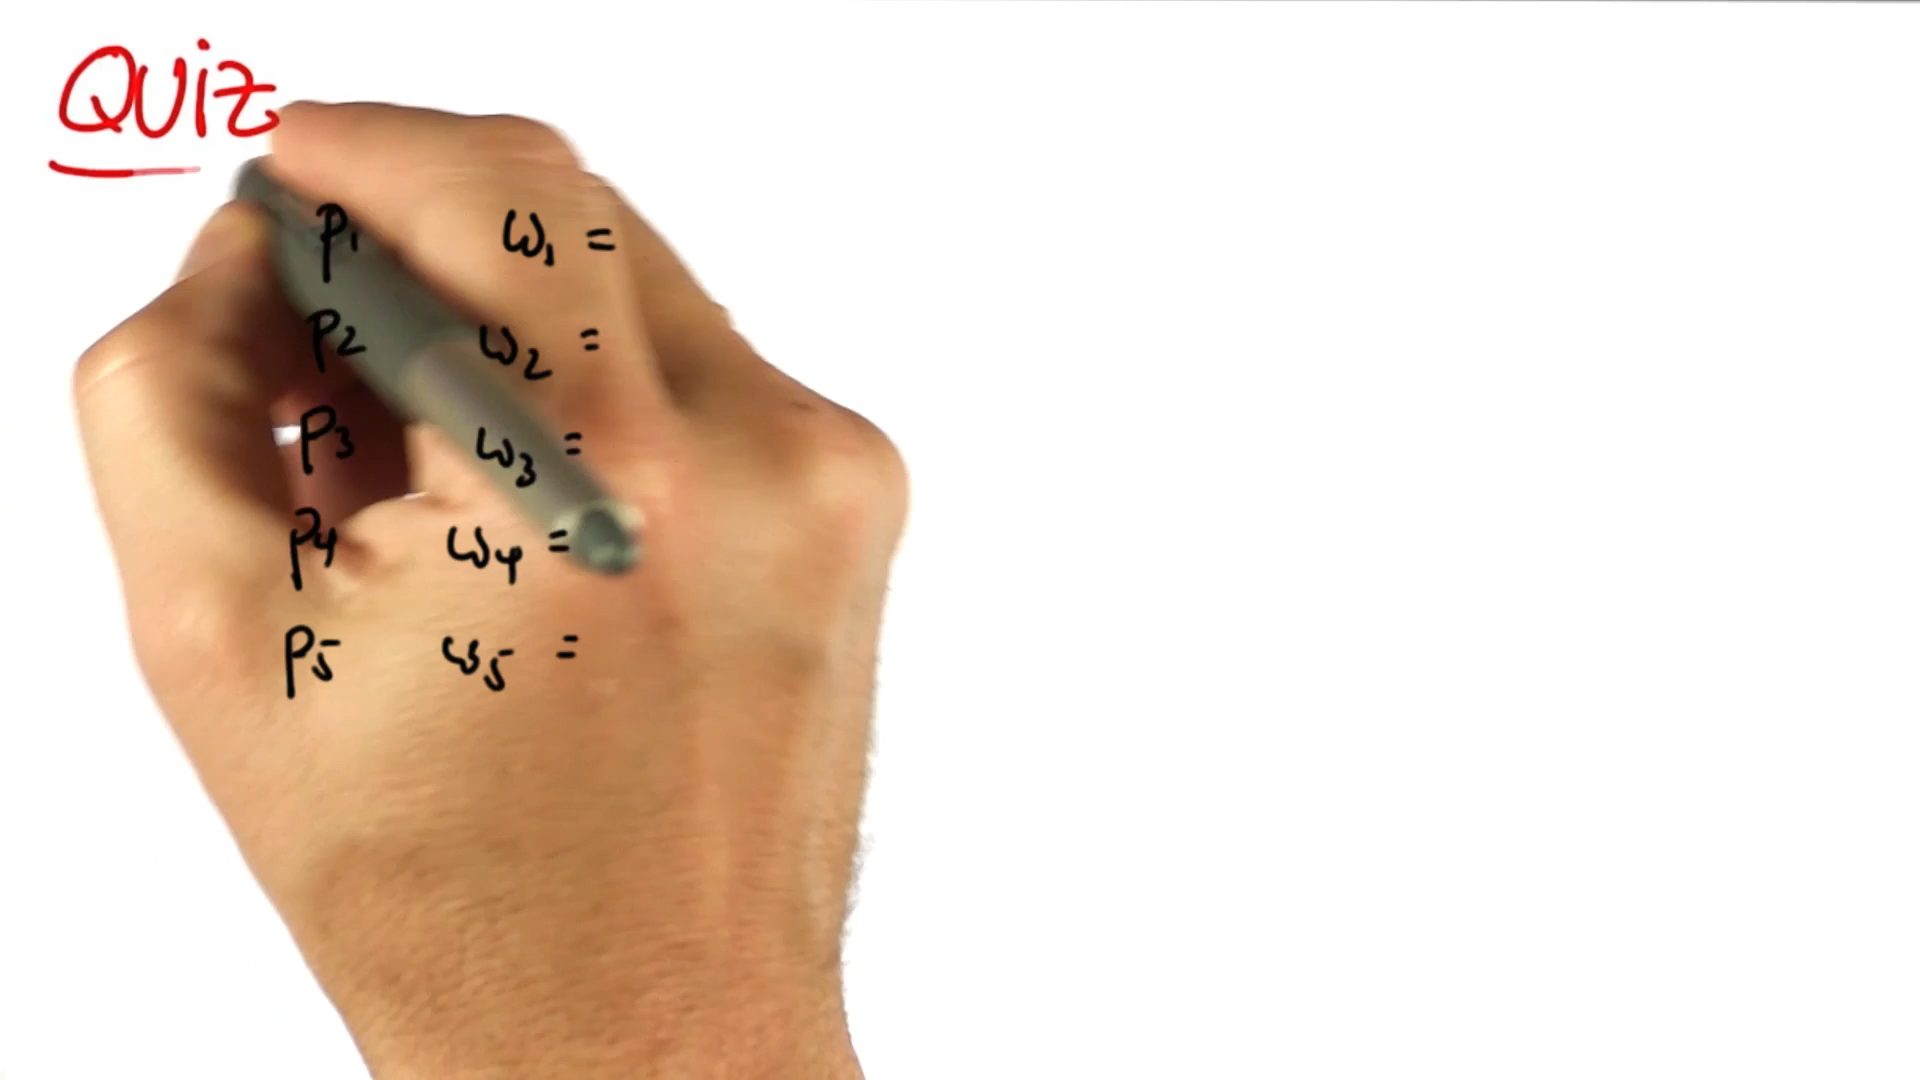 Quiz
p1 w1 =
p2 w2 =
p3 w3 =
p4 w4 =
p5 w5 =